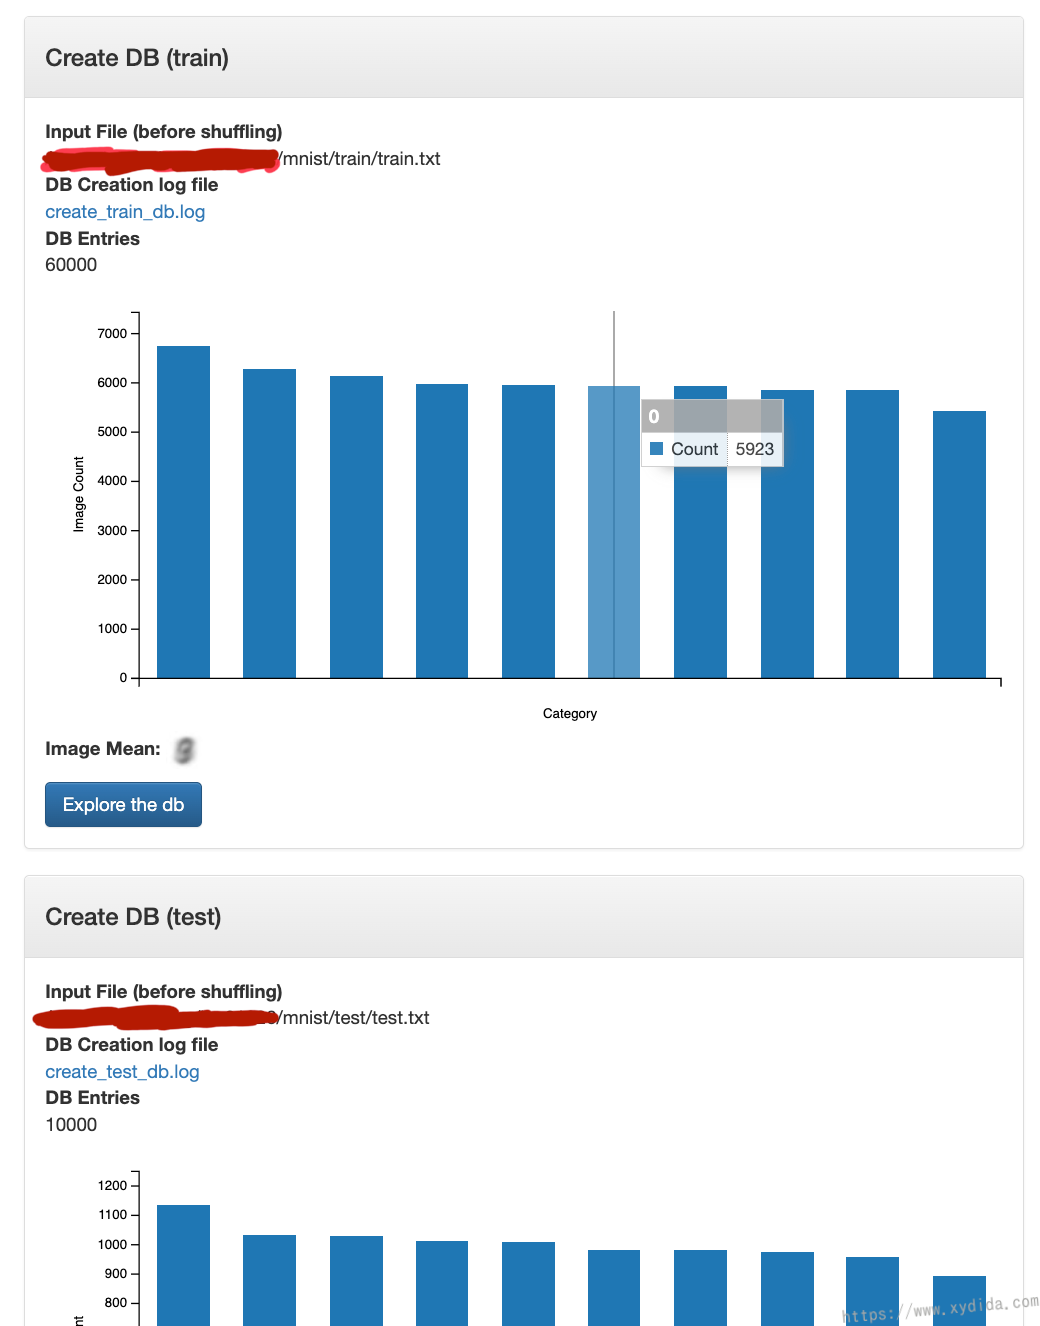 Create DB (train)
Input File (before shuffling)
/mnist/train/train.txt
DB Creation log file
create_train_db.log
DB Entries
60000
7000
6000
5000
4000
3000
2000
1000
0
Image Count
0
Count 5923
Category
Image Mean:
Explore the db
Create DB (test)
Input File (before shuffling)
/mnist/test/test.txt
DB Creation log file
create_test_db.log
DB Entries
10000
1200
1100
1000
900
800
https://www.xydida.com